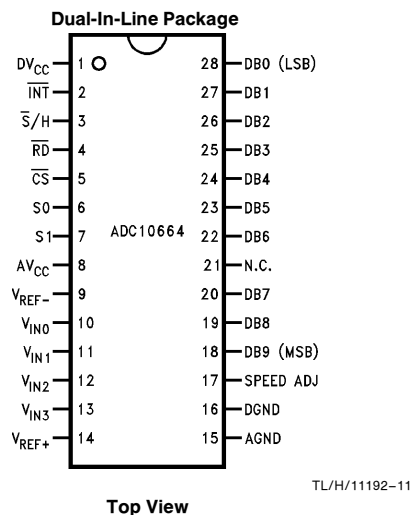 Dual-In-Line Package
DVCC 1 28 DB0 (LSB)
INT 2 27 DB1
S/H 3 26 DB2
RD 4 25 DB3
CS 5 24 DB4
S0 6 23 DB5
S1 7 22 DB6
ADC10664
AVCC 8 21 N.C.
VREF- 9 20 DB7
VIN0 10 19 DB8
VIN1 11 18 DB9 (MSB)
VIN2 12 17 SPEED ADJ
VIN3 13 16 DGND
VREF+ 14 15 AGND
TL/H/11192–11
Top View